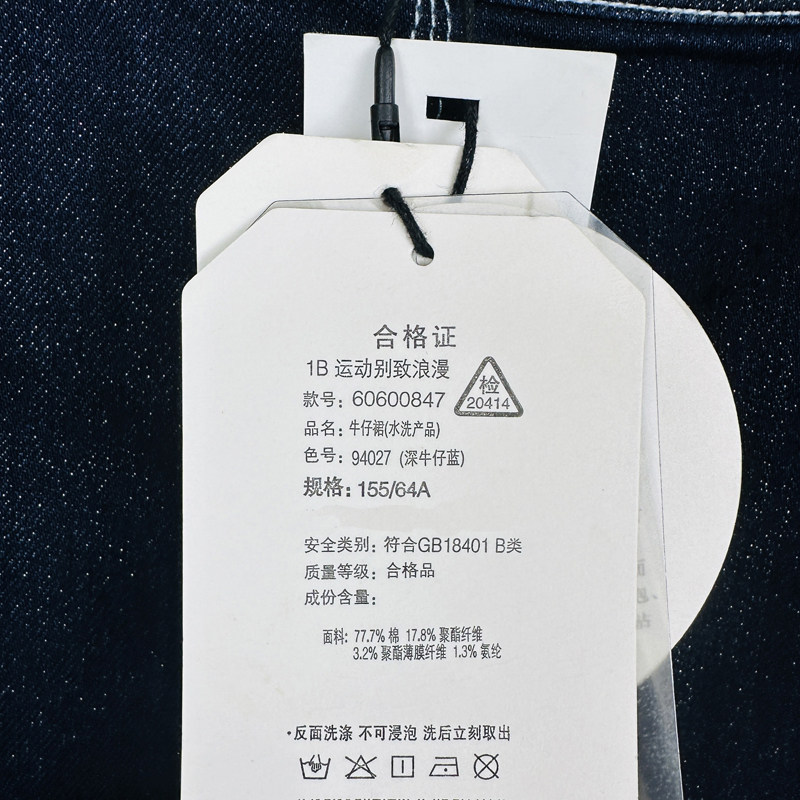 合格证
1B 运动别致浪漫
检
20414
款号: 60600847
品名: 牛仔裙(水洗产品)
色号: 94027 (深牛仔蓝)
规格: 155/64A
安全类别: 符合GB18401 B类
质量等级: 合格品
成份含量:
面料: 77.7% 棉 17.8% 聚酯纤维
3.2% 聚酯薄膜纤维 1.3% 氨纶
·反面洗涤 不可浸泡 洗后立刻取出